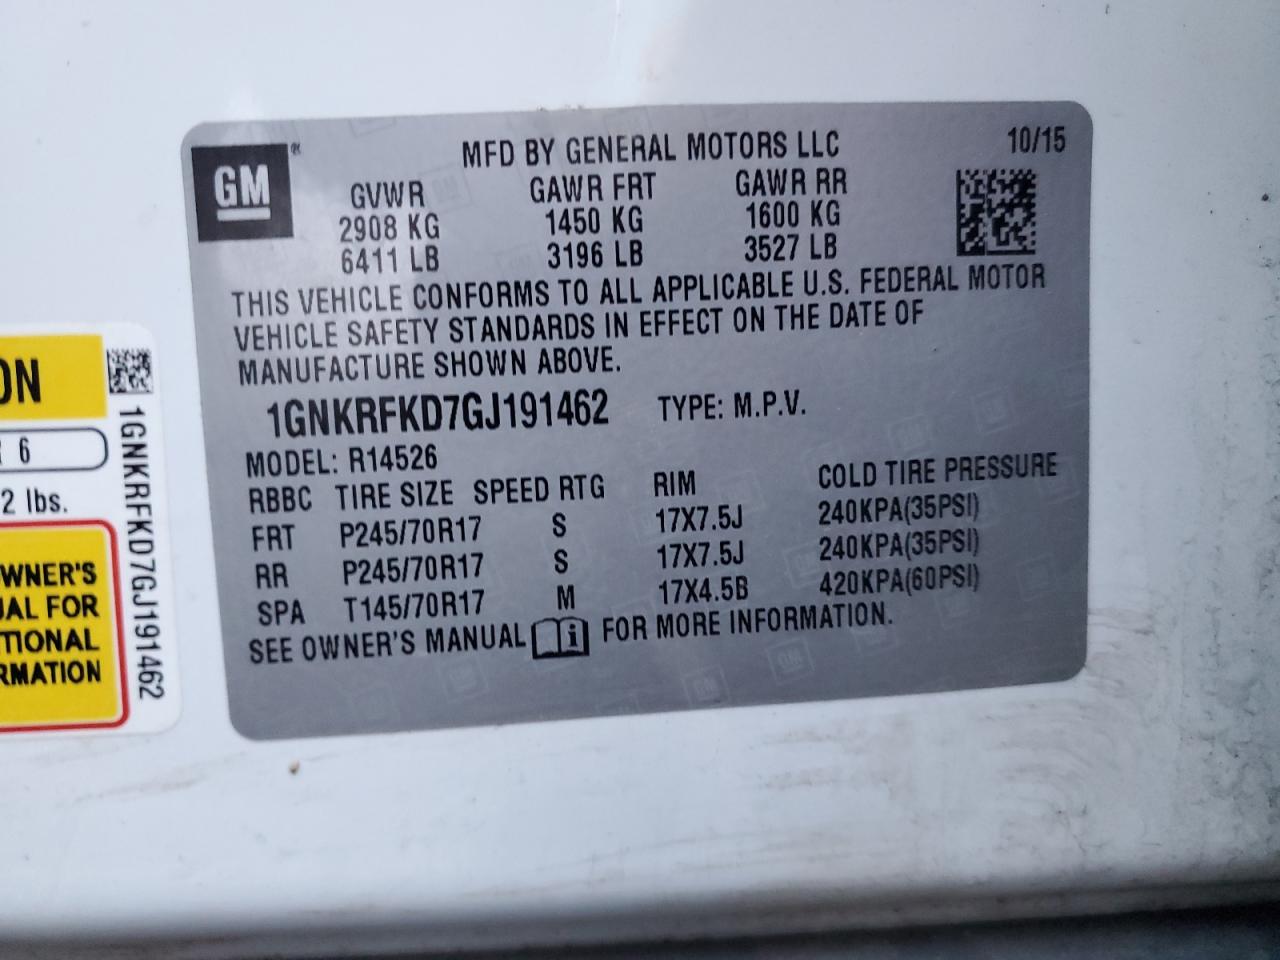 GM
MFD BY GENERAL MOTORS LLC 10/15
GVWR GAWR FRT GAWR RR
2908 KG 1450 KG 1600 KG
6411 LB 3196 LB 3527 LB
THIS VEHICLE CONFORMS TO ALL APPLICABLE U.S. FEDERAL MOTOR
VEHICLE SAFETY STANDARDS IN EFFECT ON THE DATE OF
MANUFACTURE SHOWN ABOVE.
1GNKRFKD7GJ191462 TYPE: M.P.V.
MODEL: R14526
RBBC TIRE SIZE SPEED RTG RIM COLD TIRE PRESSURE
FRT P245/70R17 S 17X7.5J 240KPA(35PSI)
RR P245/70R17 S 17X7.5J 240KPA(35PSI)
SPA T145/70R17 M 17X4.5B 420KPA(60PSI)
SEE OWNER'S MANUAL FOR MORE INFORMATION.
ON
6
2 lbs.
WNER'S
UAL FOR
TIONAL
RMATION
1GNKRFKD7GJ191462